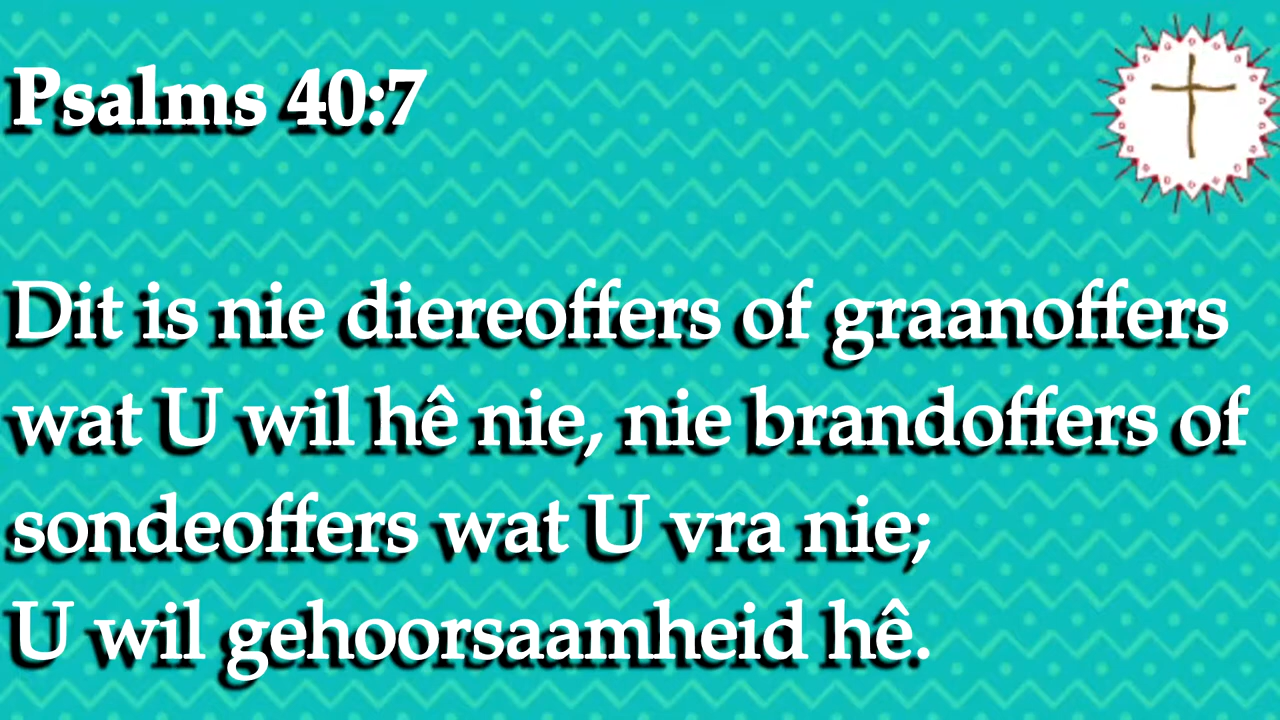 Psalms 40:7
Dit is nie diereoffers of graanoffers
wat U wil hê nie, nie brandoffers of
sondeoffers wat U vra nie;
U wil gehoorsaamheid hê.